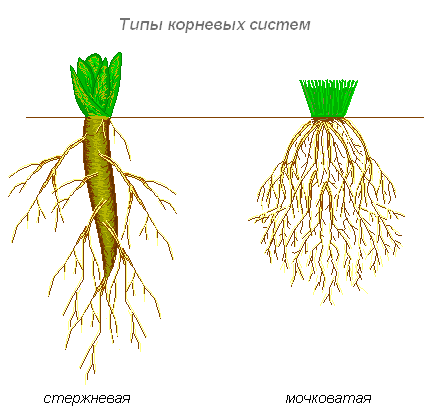 Типы корневых систем
стержневая
мочковатая